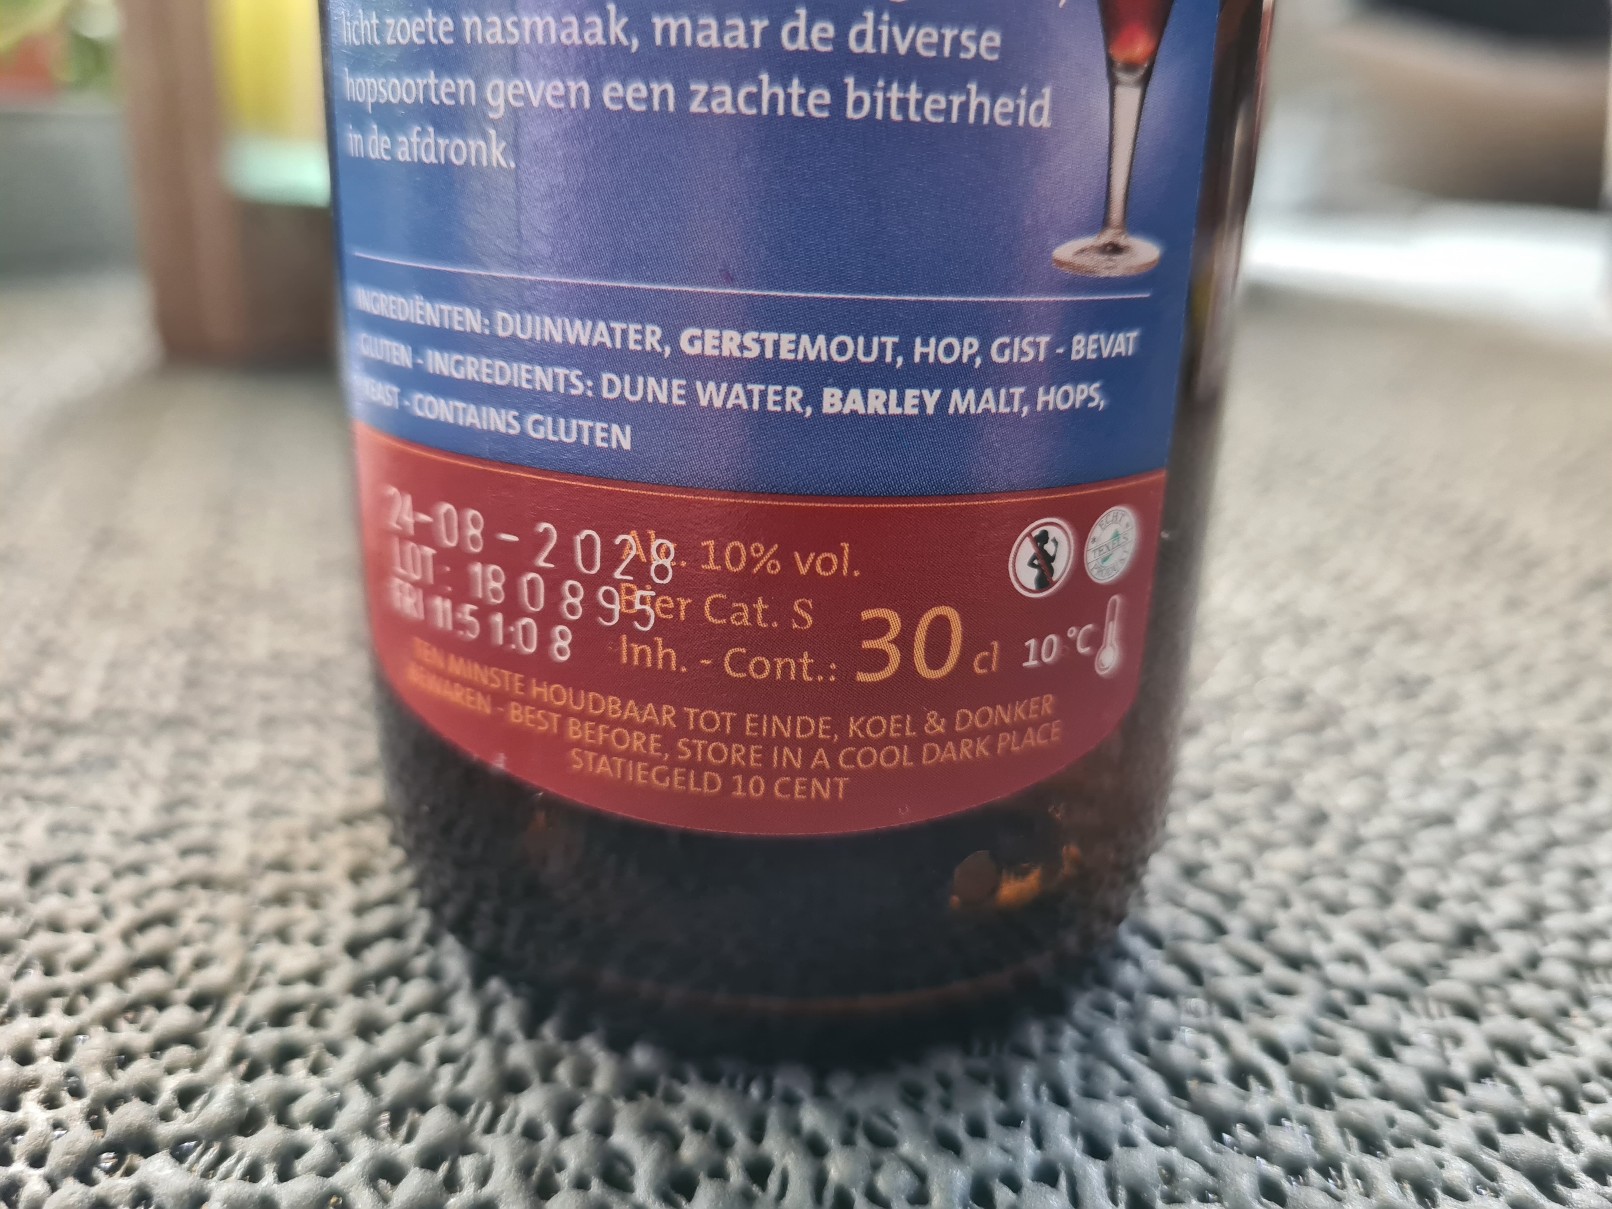 licht zoete nasmaak, maar de diverse
hopsoorten geven een zachte bitterheid
in de afdronk.
INGREDIËNTEN: DUINWATER, GERSTEMOUT, HOP, GIST - BEVAT
GLUTEN - INGREDIENTS: DUNE WATER, BARLEY MALT, HOPS,
YEAST - CONTAINS GLUTEN
24-08-2028
LOT: 180895
FRI 11:51:08
Alc. 10% vol.
Bier Cat. S
Inh. - Cont.: 30 cl
10 °C
ECHT
TEXELS
TEN MINSTE HOUDBAAR TOT EINDE, KOEL & DONKER
BEWAREN - BEST BEFORE, STORE IN A COOL DARK PLACE
STATIEGELD 10 CENT